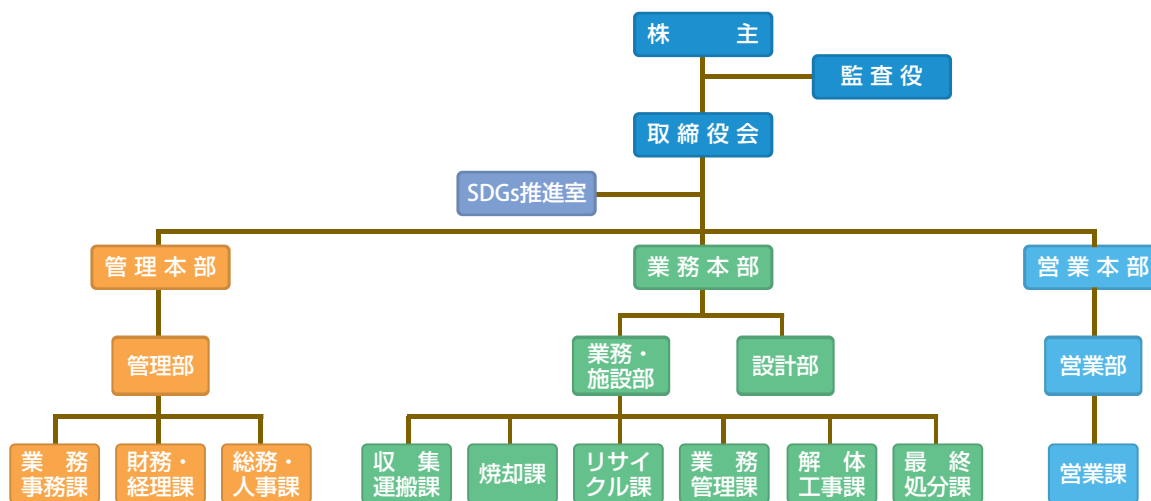 株　　主
監査役
取締役会
SDGs推進室
管理本部
業務本部
営業本部
管理部
業務・
施設部
設計部
営業部
業　務
事務課
財務・
経理課
総務・
人事課
収　集
運搬課
焼却課
リサイ
クル課
業　務
管理課
解　体
工事課
最　終
処分課
営業課